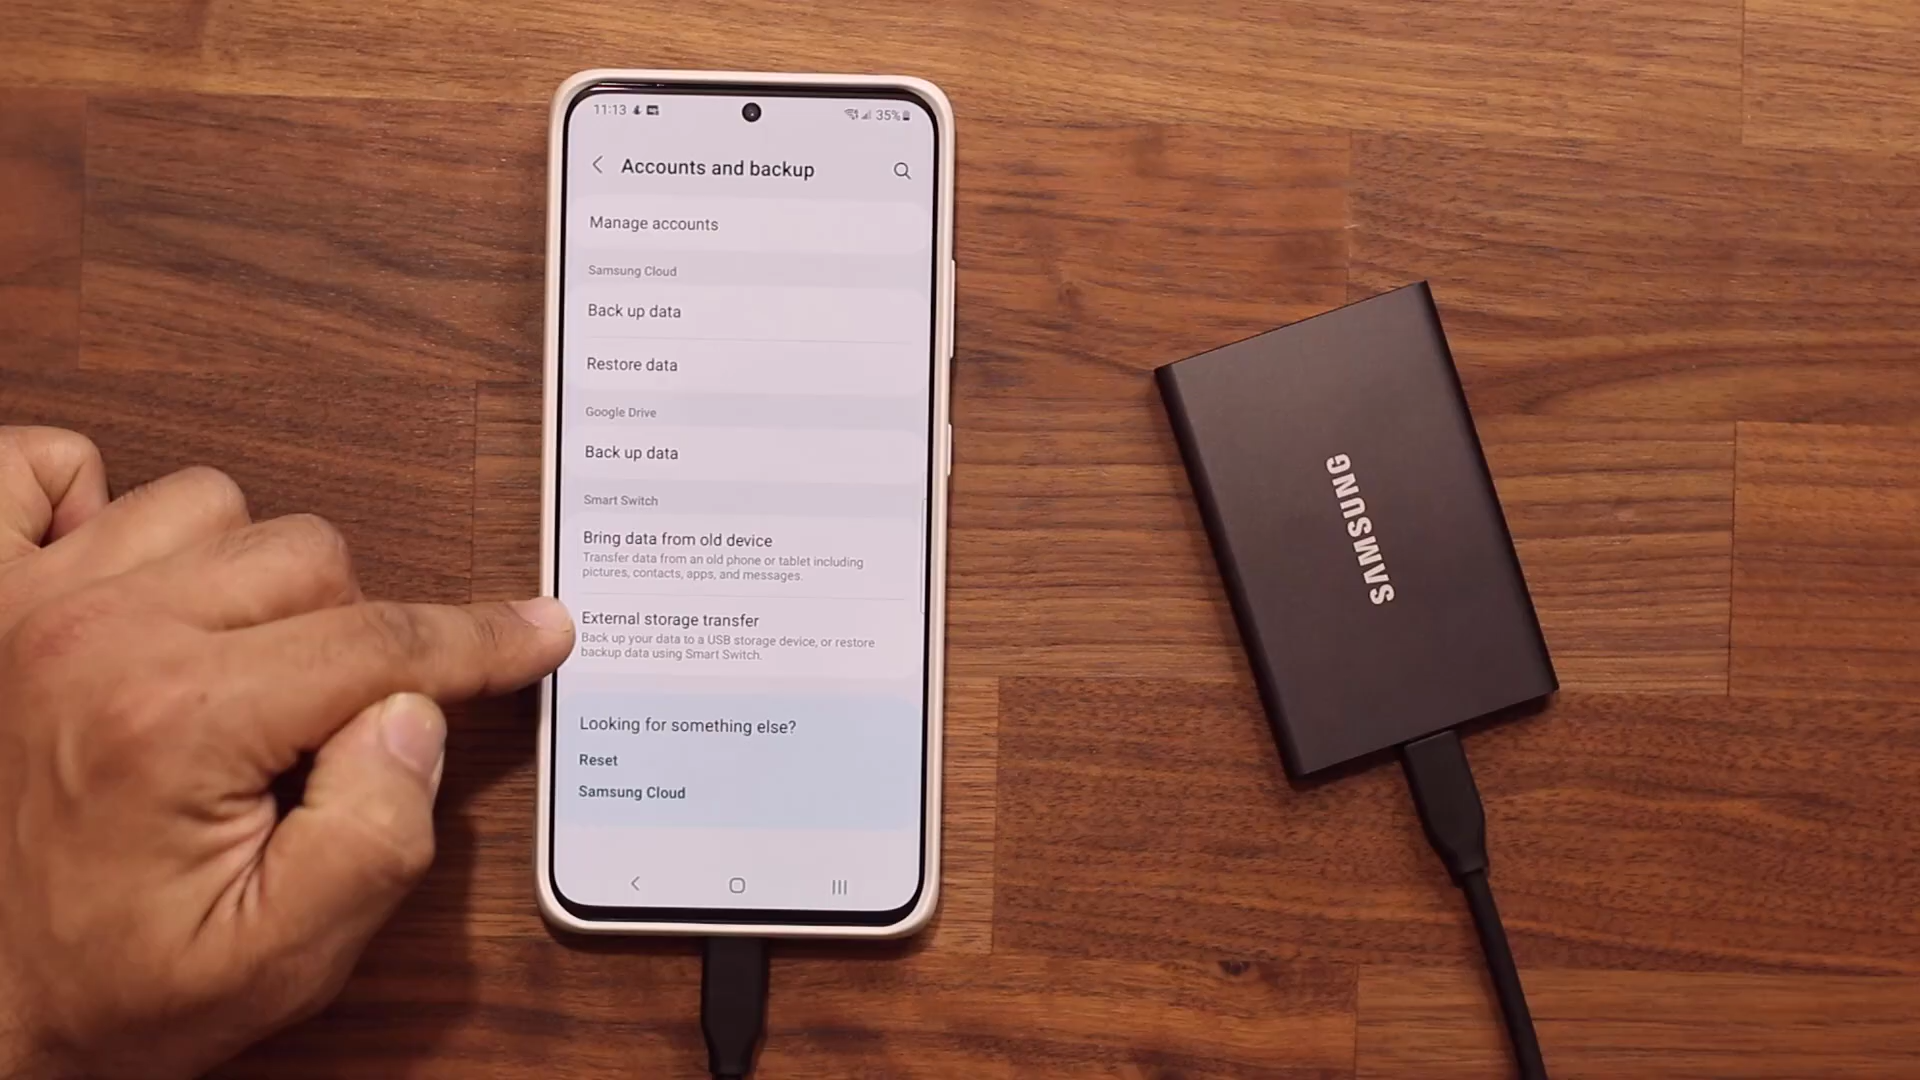 11:13
35%
Accounts and backup
Manage accounts
Samsung Cloud
Back up data
Restore data
Google Drive
Back up data
Smart Switch
Bring data from old device
Transfer data from an old phone or tablet including
pictures, contacts, apps, and messages.
External storage transfer
Back up your data to a USB storage device, or restore
backup data using Smart Switch.
Looking for something else?
Reset
Samsung Cloud
SAMSUNG